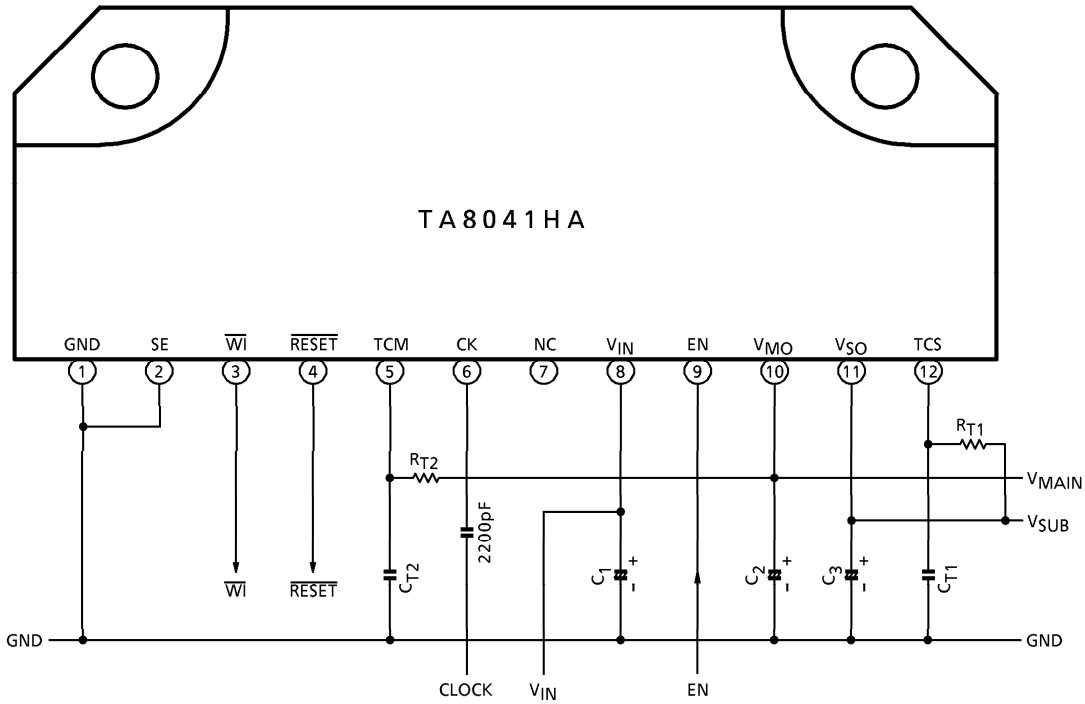 TA8041HA
GND SE WI RESET TCM CK NC VIN EN VMO VSO TCS
1 2 3 4 5 6 7 8 9 10 11 12
RT1
RT2
VMAIN
VSUB
2200pF
CT2 C1 + - C2 + - C3 + - CT1
WI RESET
GND GND
CLOCK VIN EN